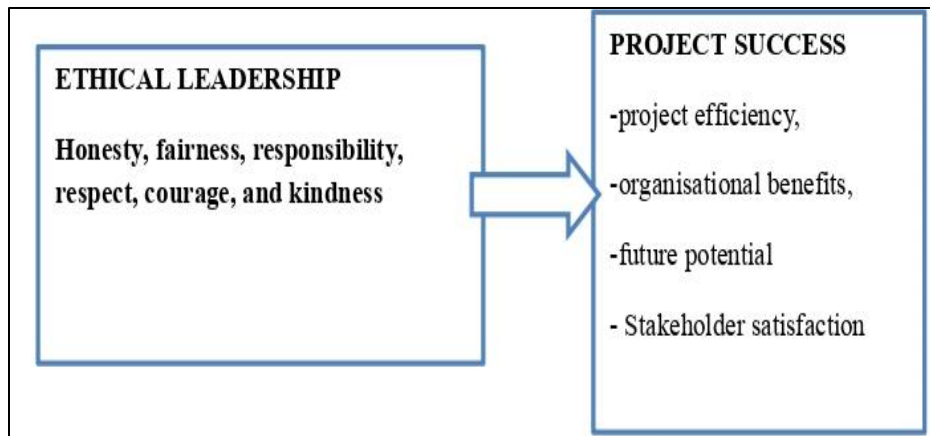 ETHICAL LEADERSHIP
Honesty, fairness, responsibility,
respect, courage, and kindness
PROJECT SUCCESS
-project efficiency,
-organisational benefits,
-future potential
- Stakeholder satisfaction